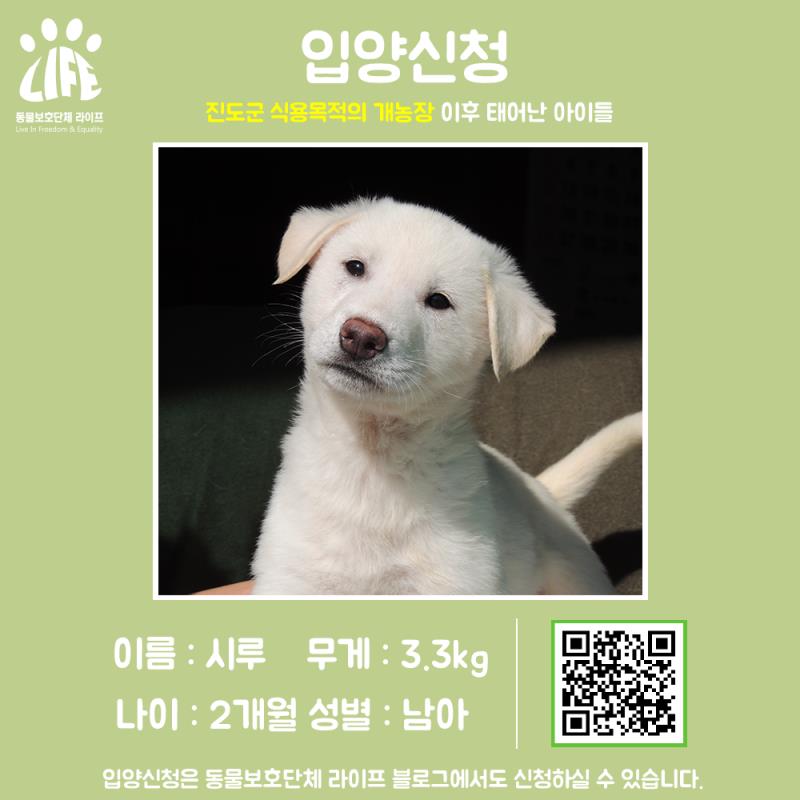 LIFE
동물보호단체 라이프
Live In Freedom & Equality
입양신청
진도군 식용목적의 개농장 이후 태어난 아이들
이름 : 시루 무게 : 3.3kg
나이 : 2개월 성별 : 남아
입양신청은 동물보호단체 라이프 블로그에서도 신청하실 수 있습니다.